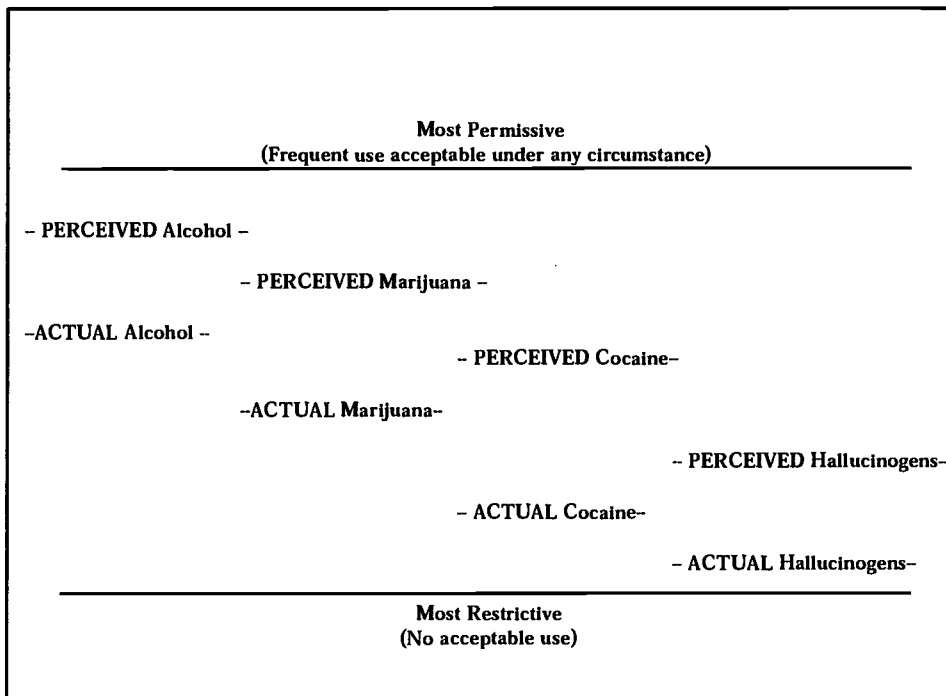 Most Permissive
(Frequent use acceptable under any circumstance)
-- PERCEIVED Alcohol --
-- PERCEIVED Marijuana --
--ACTUAL Alcohol --
-- PERCEIVED Cocaine--
--ACTUAL Marijuana--
-- PERCEIVED Hallucinogens--
-- ACTUAL Cocaine--
-- ACTUAL Hallucinogens--
Most Restrictive
(No acceptable use)